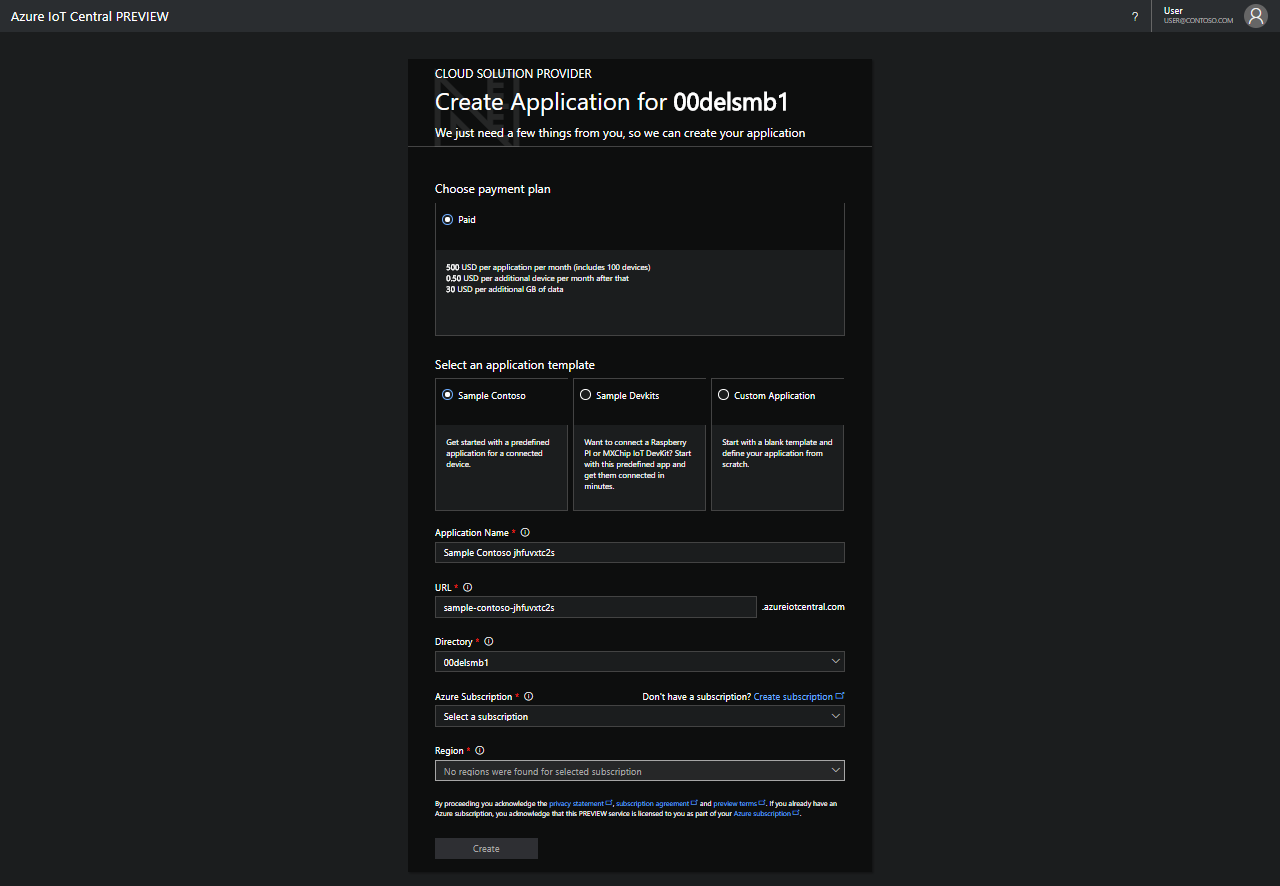 Azure IoT Central PREVIEW
?
User
USER@CONTOSO.COM
CLOUD SOLUTION PROVIDER
Create Application for 00delsmb1
We just need a few things from you, so we can create your application
Choose payment plan
Paid
500 USD per application per month (includes 100 devices)
0.50 USD per additional device per month after that
30 USD per additional GB of data
Select an application template
Sample Contoso
Get started with a predefined
application for a connected
device.
Sample Devkits
Want to connect a Raspberry
PI or MXChip IoT DevKit? Start
with this predefined app and
get them connected in
minutes.
Custom Application
Start with a blank template and
define your application from
scratch.
Application Name *
Sample Contoso jhfuvxtc2s
URL *
sample-contoso-jhfuvxtc2s .azureiotcentral.com
Directory *
00delsmb1
Azure Subscription * Don't have a subscription? Create subscription
Select a subscription
Region *
No regions were found for selected subscription
By proceeding you acknowledge the privacy statement, subscription agreement and preview terms. If you already have an
Azure subscription, you acknowledge that this PREVIEW service is licensed to you as part of your Azure subscription.
Create